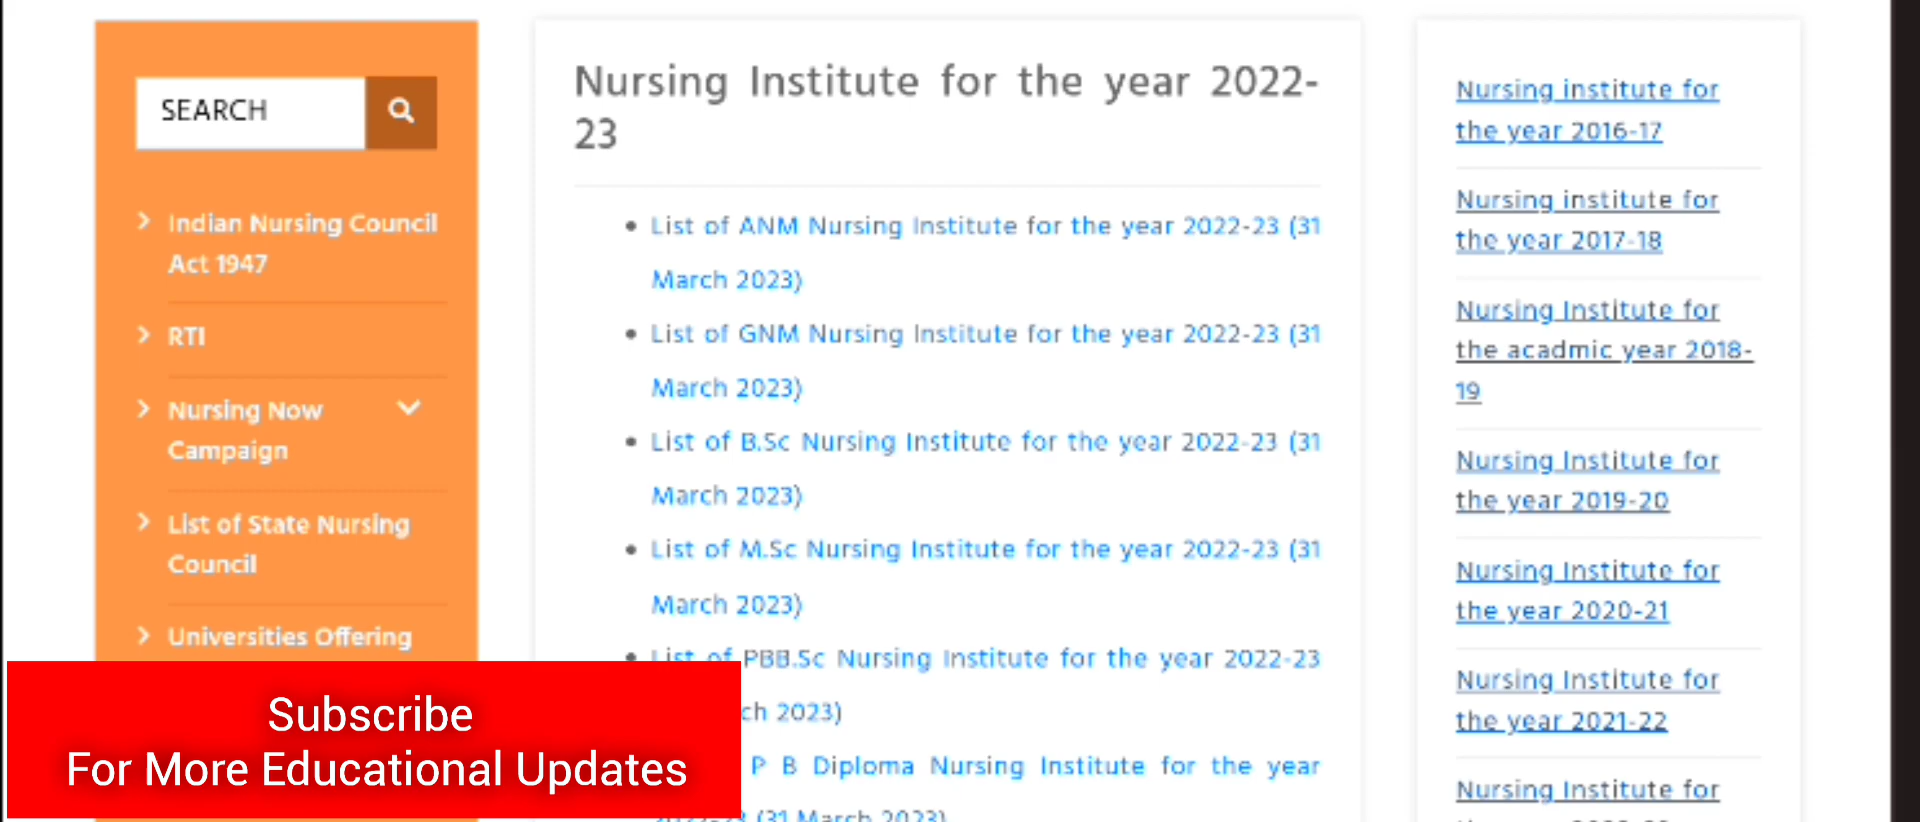 SEARCH
Indian Nursing Council
Act 1947
RTI
Nursing Now
Campaign
List of State Nursing
Council
Universities Offering
Nursing Institute for the year 2022-
23
List of ANM Nursing Institute for the year 2022-23 (31
March 2023)
List of GNM Nursing Institute for the year 2022-23 (31
March 2023)
List of B.Sc Nursing Institute for the year 2022-23 (31
March 2023)
List of M.Sc Nursing Institute for the year 2022-23 (31
March 2023)
List of PBB.Sc Nursing Institute for the year 2022-23
ch 2023)
P B Diploma Nursing Institute for the year
(31 March 2023)
Nursing institute for
the year 2016-17
Nursing institute for
the year 2017-18
Nursing Institute for
the acadmic year 2018-
19
Nursing Institute for
the year 2019-20
Nursing Institute for
the year 2020-21
Nursing Institute for
the year 2021-22
Nursing Institute for
Subscribe
For More Educational Updates